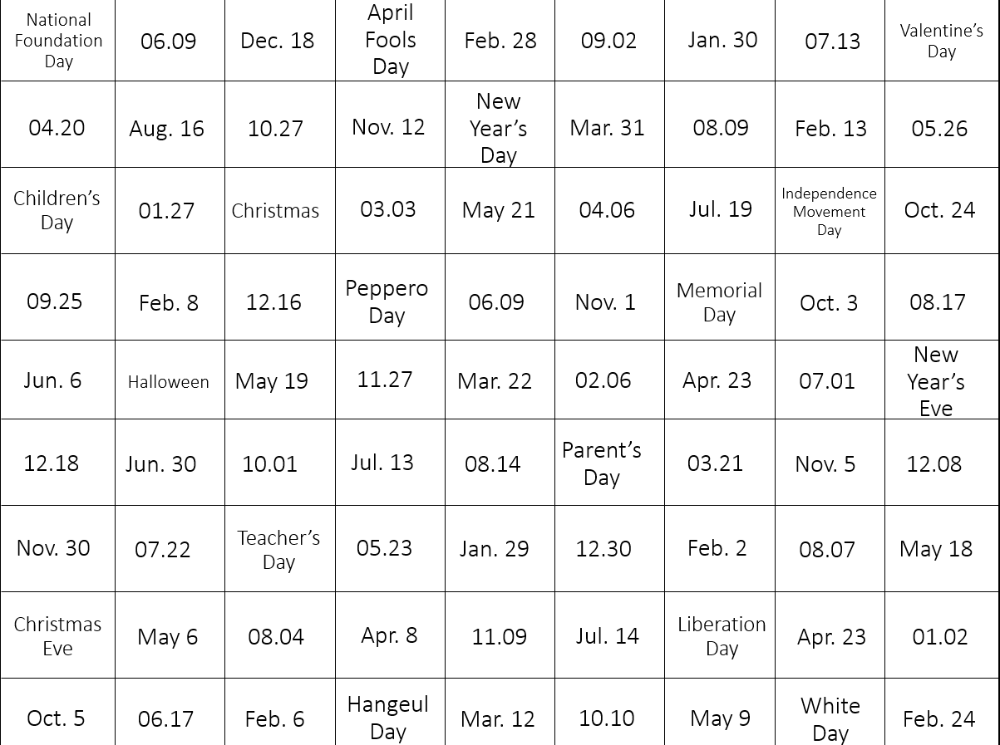 National
Foundation
Day
06.09
Dec. 18
April
Fools
Day
Feb. 28
09.02
Jan. 30
07.13
Valentine’s
Day
04.20
Aug. 16
10.27
Nov. 12
New
Year’s
Day
Mar. 31
08.09
Feb. 13
05.26
Children’s
Day
01.27
Christmas
03.03
May 21
04.06
Jul. 19
Independence
Movement
Day
Oct. 24
09.25
Feb. 8
12.16
Peppero
Day
06.09
Nov. 1
Memorial
Day
Oct. 3
08.17
Jun. 6
Halloween
May 19
11.27
Mar. 22
02.06
Apr. 23
07.01
New
Year’s
Eve
12.18
Jun. 30
10.01
Jul. 13
08.14
Parent’s
Day
03.21
Nov. 5
12.08
Nov. 30
07.22
Teacher’s
Day
05.23
Jan. 29
12.30
Feb. 2
08.07
May 18
Christmas
Eve
May 6
08.04
Apr. 8
11.09
Jul. 14
Liberation
Day
Apr. 23
01.02
Oct. 5
06.17
Feb. 6
Hangeul
Day
Mar. 12
10.10
May 9
White
Day
Feb. 24